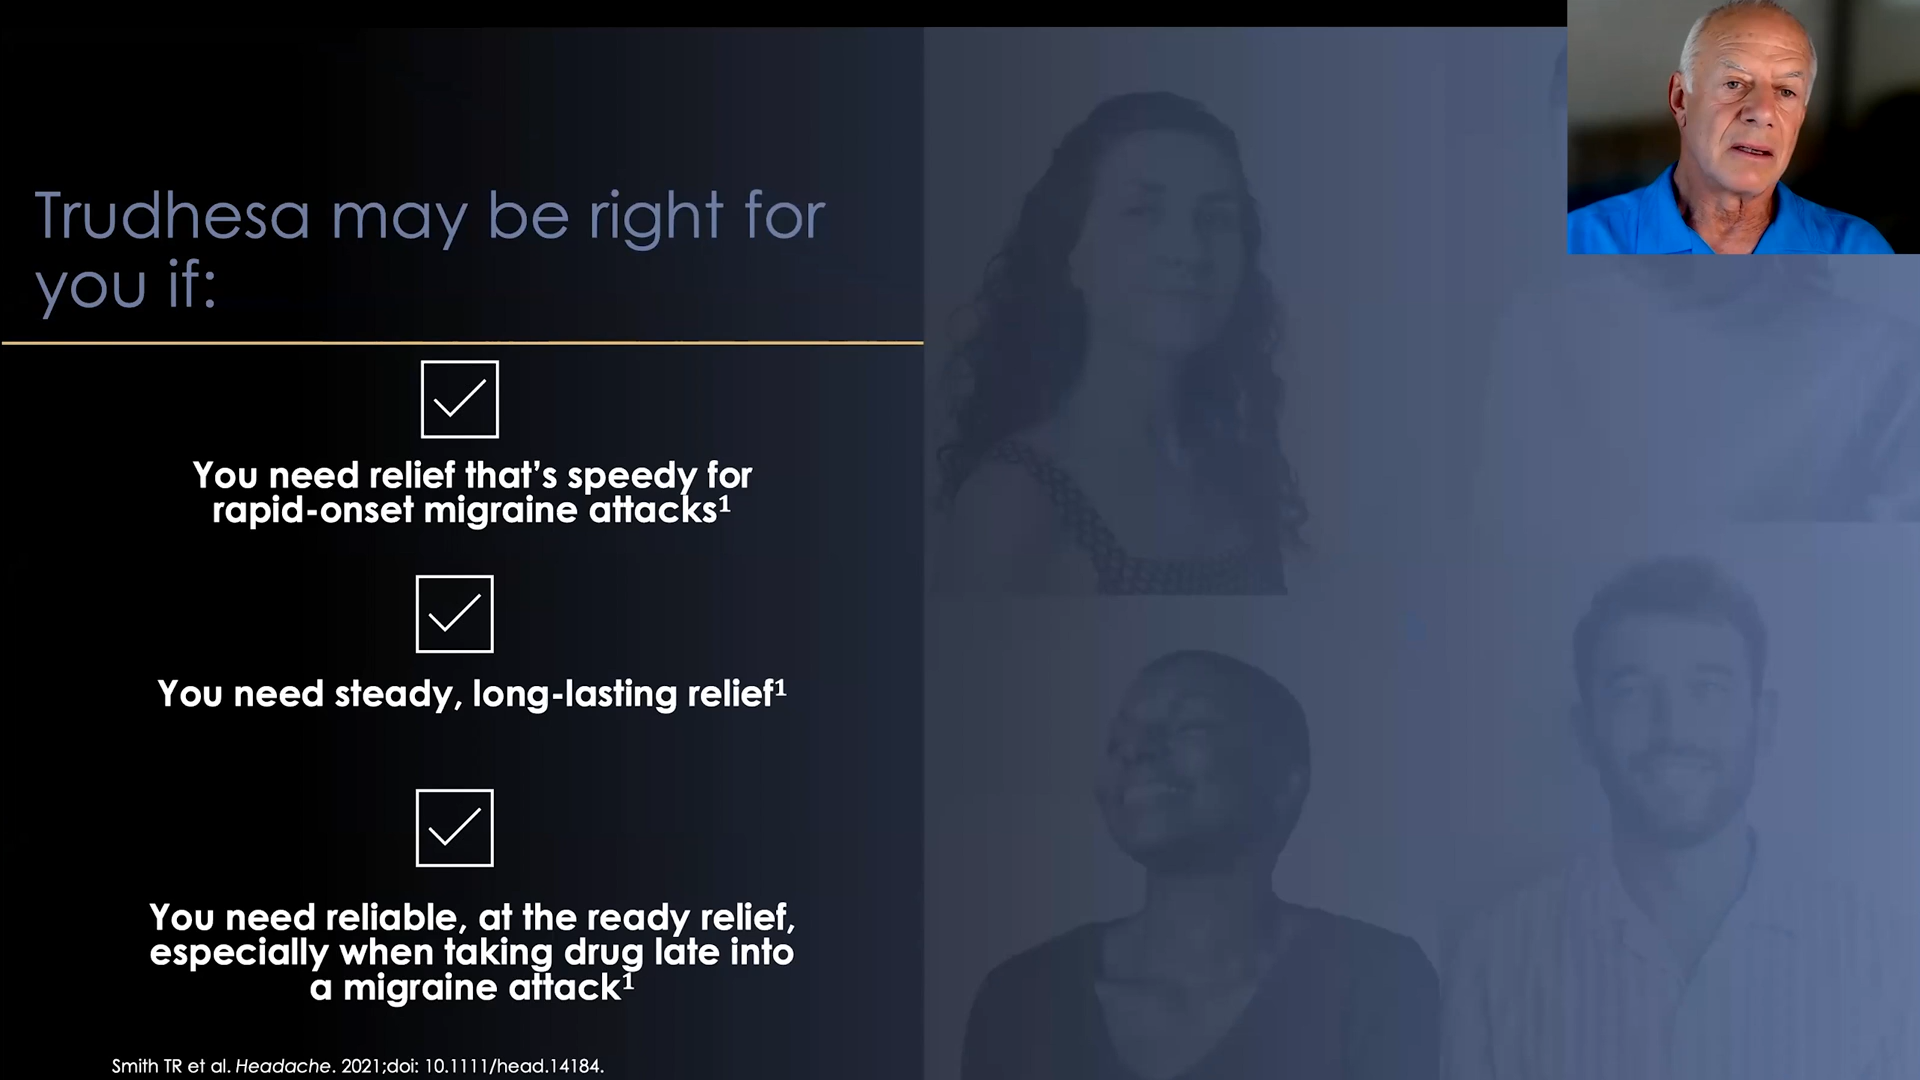 Trudhesa may be right for
you if:
You need relief that’s speedy for
rapid-onset migraine attacks¹
You need steady, long-lasting relief¹
You need reliable, at the ready relief,
especially when taking drug late into
a migraine attack¹
Smith TR et al. Headache. 2021;doi: 10.1111/head.14184.